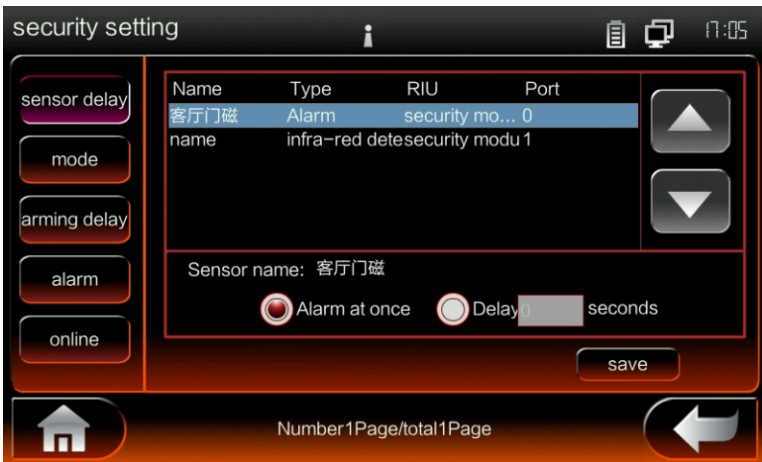 security setting
17:05
sensor delay
mode
arming delay
alarm
online
Name Type RIU Port
客厅门磁 Alarm security mo... 0
name infra-red detesecurity modu 1
Sensor name: 客厅门磁
Alarm at once Delay 0 seconds
save
Number1Page/total1Page